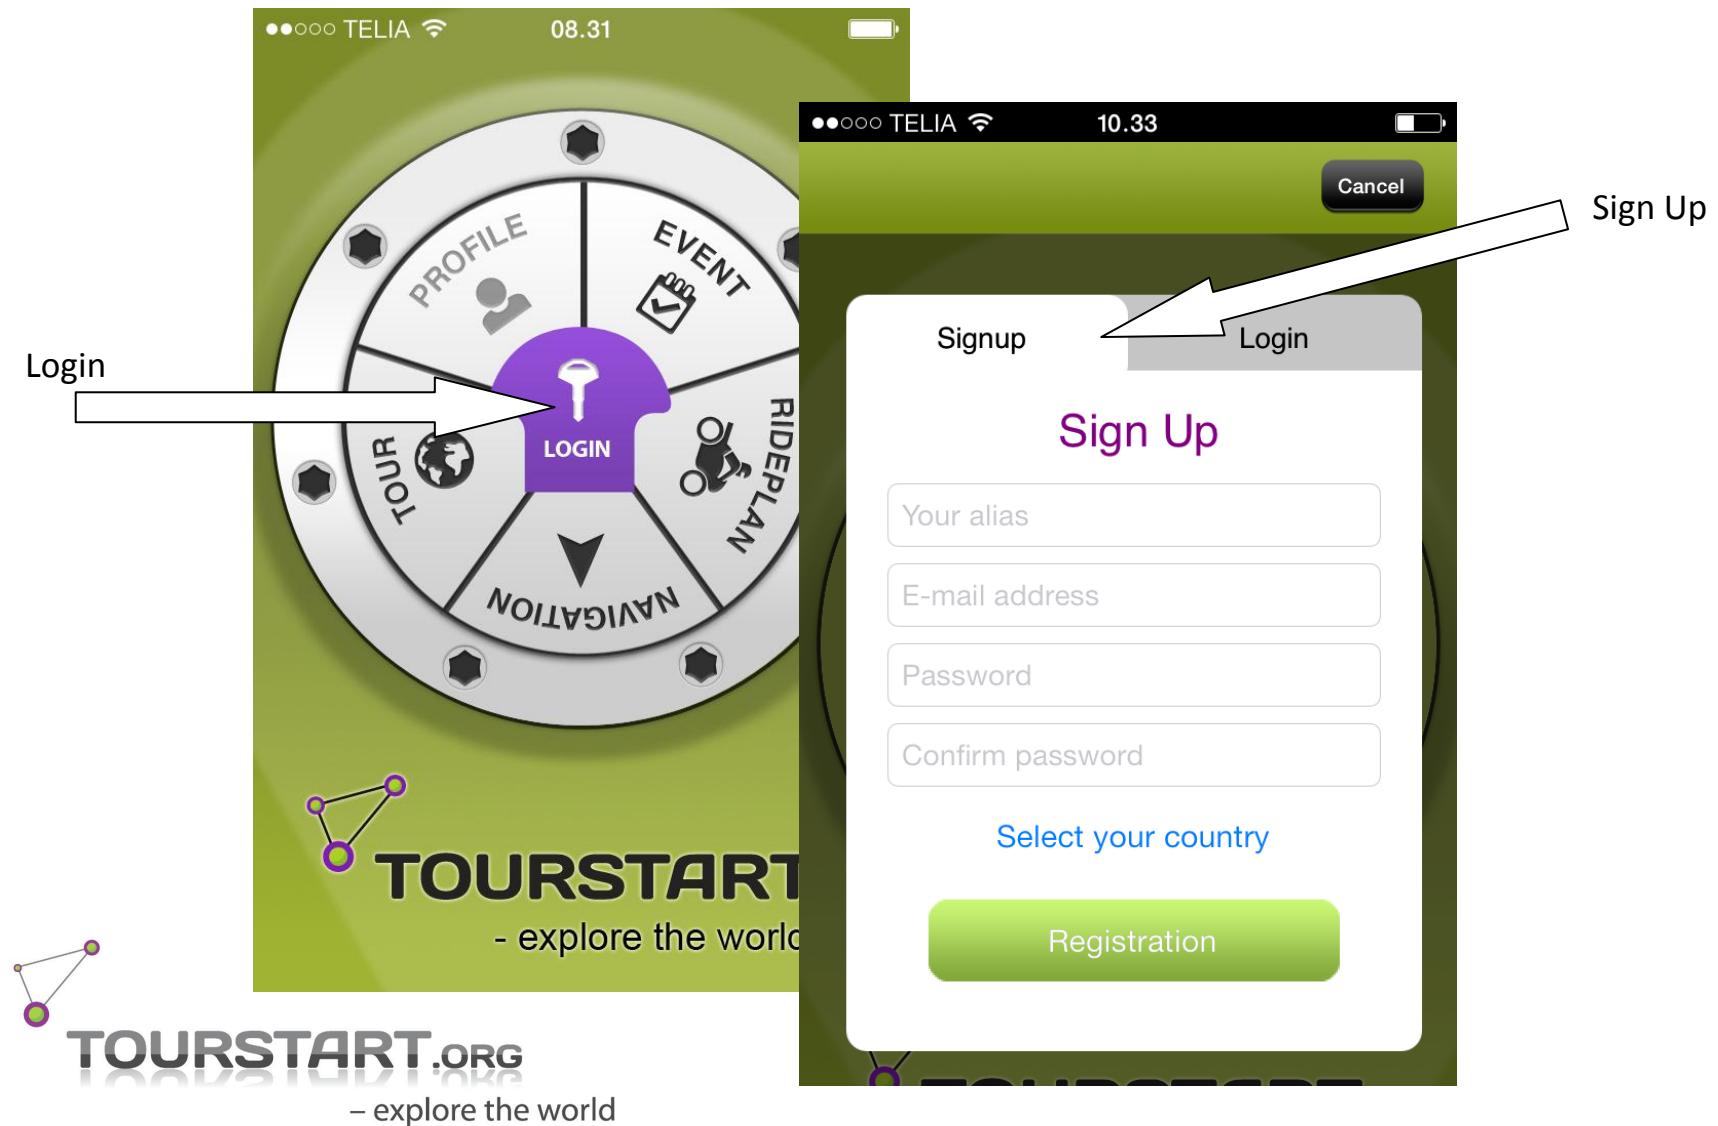 TELIA
08.31
PROFILE
EVENT
RIDEPLAN
NAVIGATION
TOUR
LOGIN
TOURSTART
- explore the world
Login
TELIA
10.33
Cancel
Sign Up
Signup
Login
Sign Up
Your alias
E-mail address
Password
Confirm password
Select your country
Registration
TOURSTART
TOURSTART.ORG
– explore the world